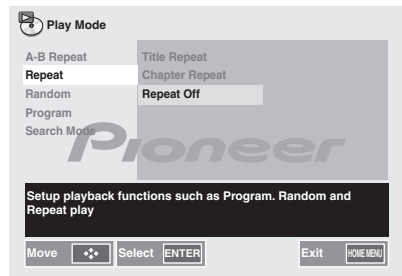 Play Mode
A-B Repeat
Title Repeat
Repeat
Chapter Repeat
Random
Repeat Off
Program
Search Mode
Pioneer
Setup playback functions such as Program. Random and
Repeat play
Move Select ENTER Exit HOME MENU